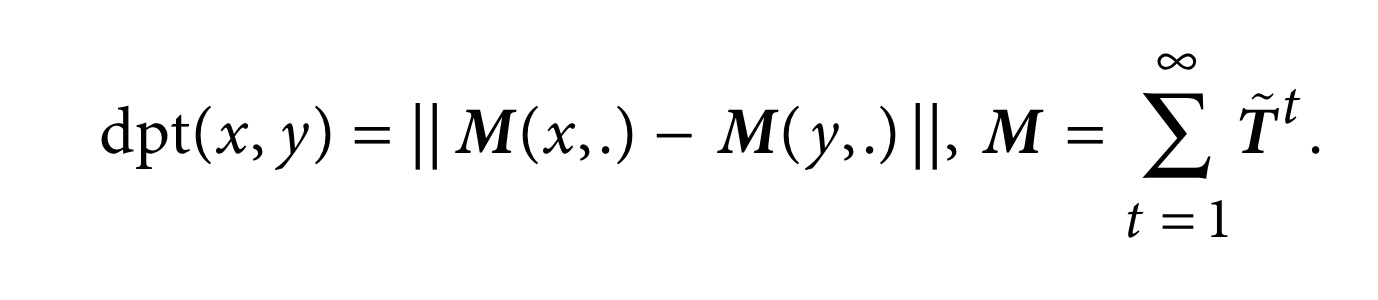 dpt(x, y) = || M(x,.) − M(y,.) ||, M = ∑_{t = 1}^{∞} T̃^t .